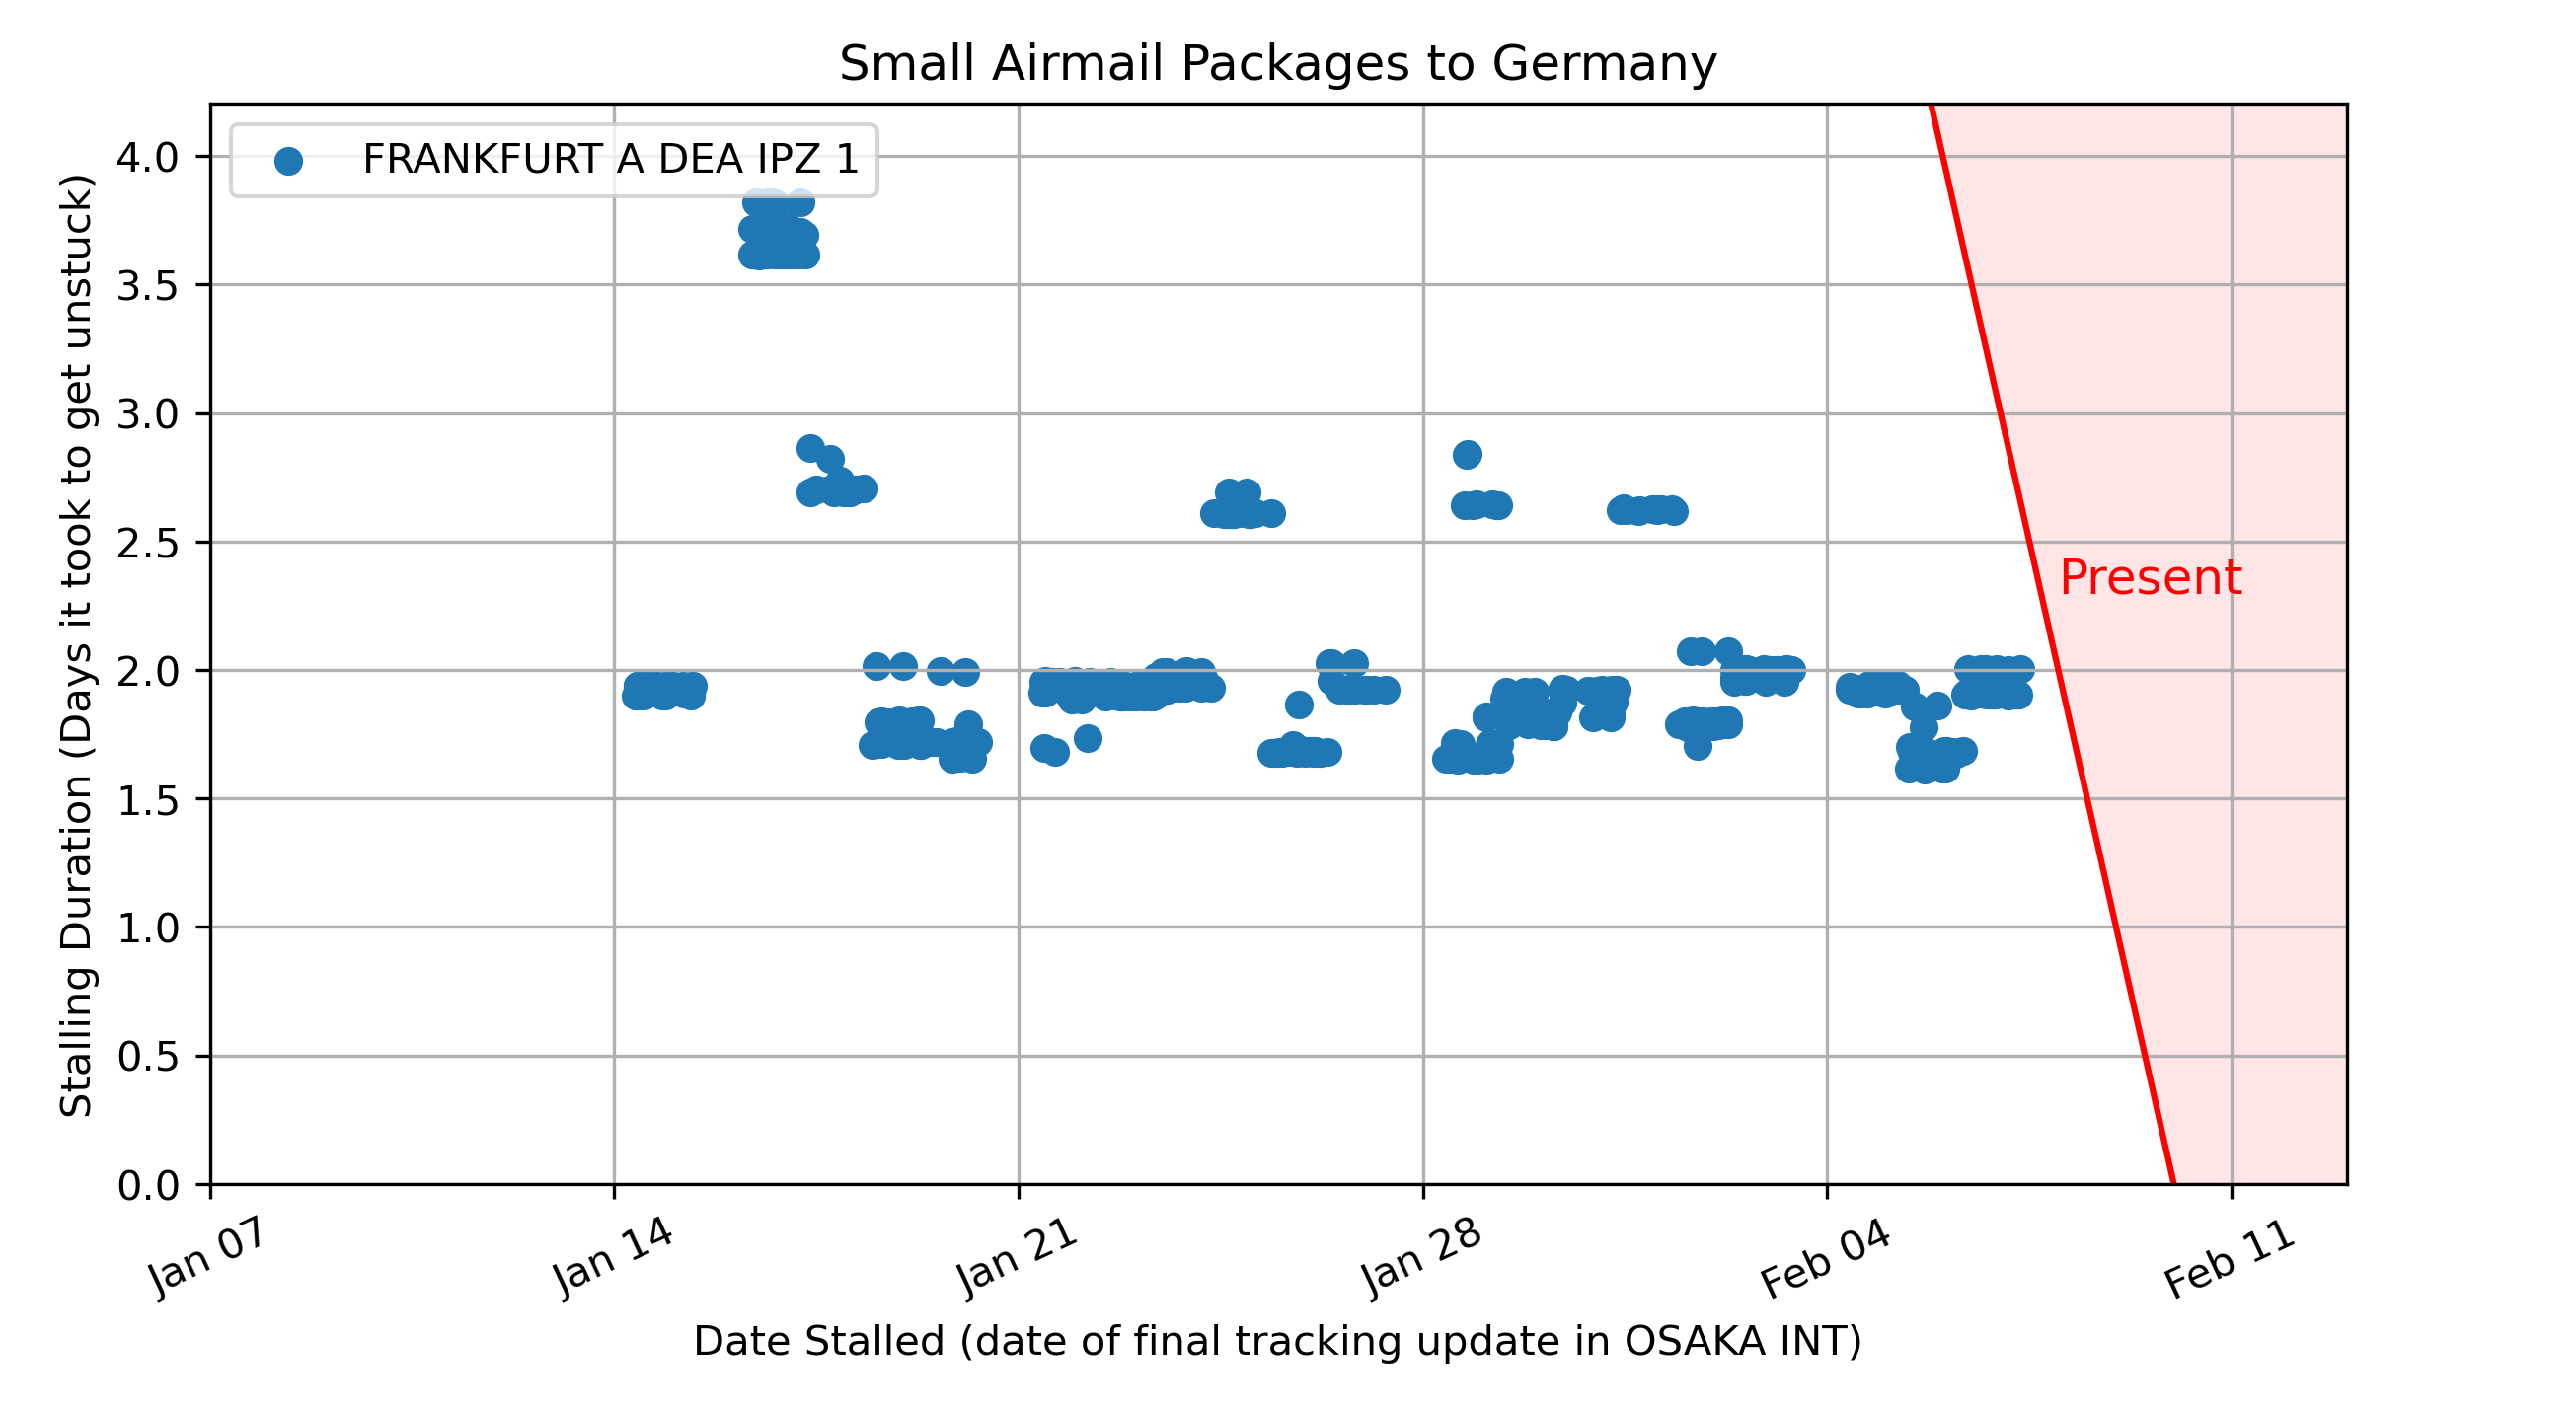 Small Airmail Packages to Germany
FRANKFURT A DEA IPZ 1
Stalling Duration (Days it took to get unstuck)
4.0
3.5
3.0
2.5
2.0
1.5
1.0
0.5
0.0
Present
Jan 07
Jan 14
Jan 21
Jan 28
Feb 04
Feb 11
Date Stalled (date of final tracking update in OSAKA INT)